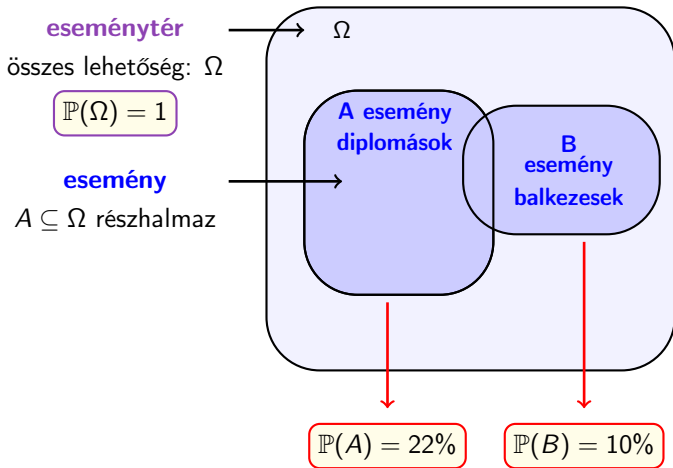 eseménytér
összes lehetőség: Ω
ℙ(Ω) = 1
esemény
A ⊆ Ω részhalmaz
Ω
A esemény
diplomások
B
esemény
balkezesek
ℙ(A) = 22%
ℙ(B) = 10%